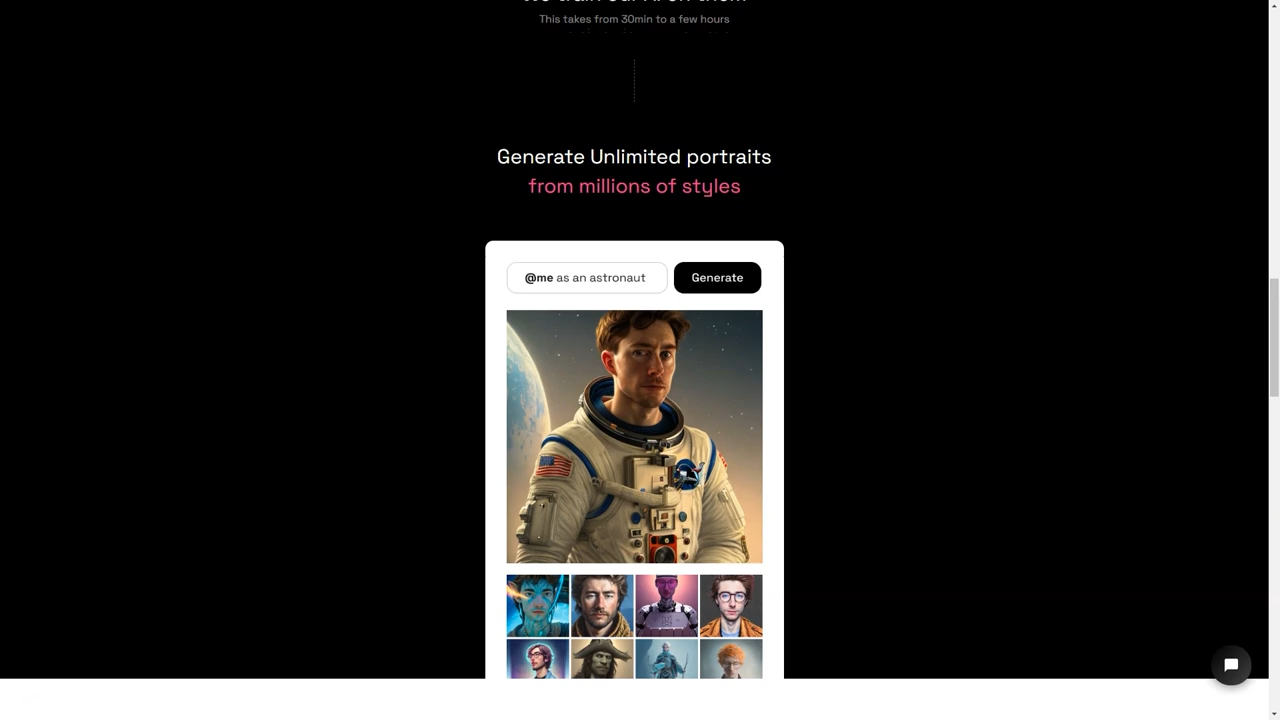 This takes from 30min to a few hours
Generate Unlimited portraits
from millions of styles
@me as an astronaut
Generate